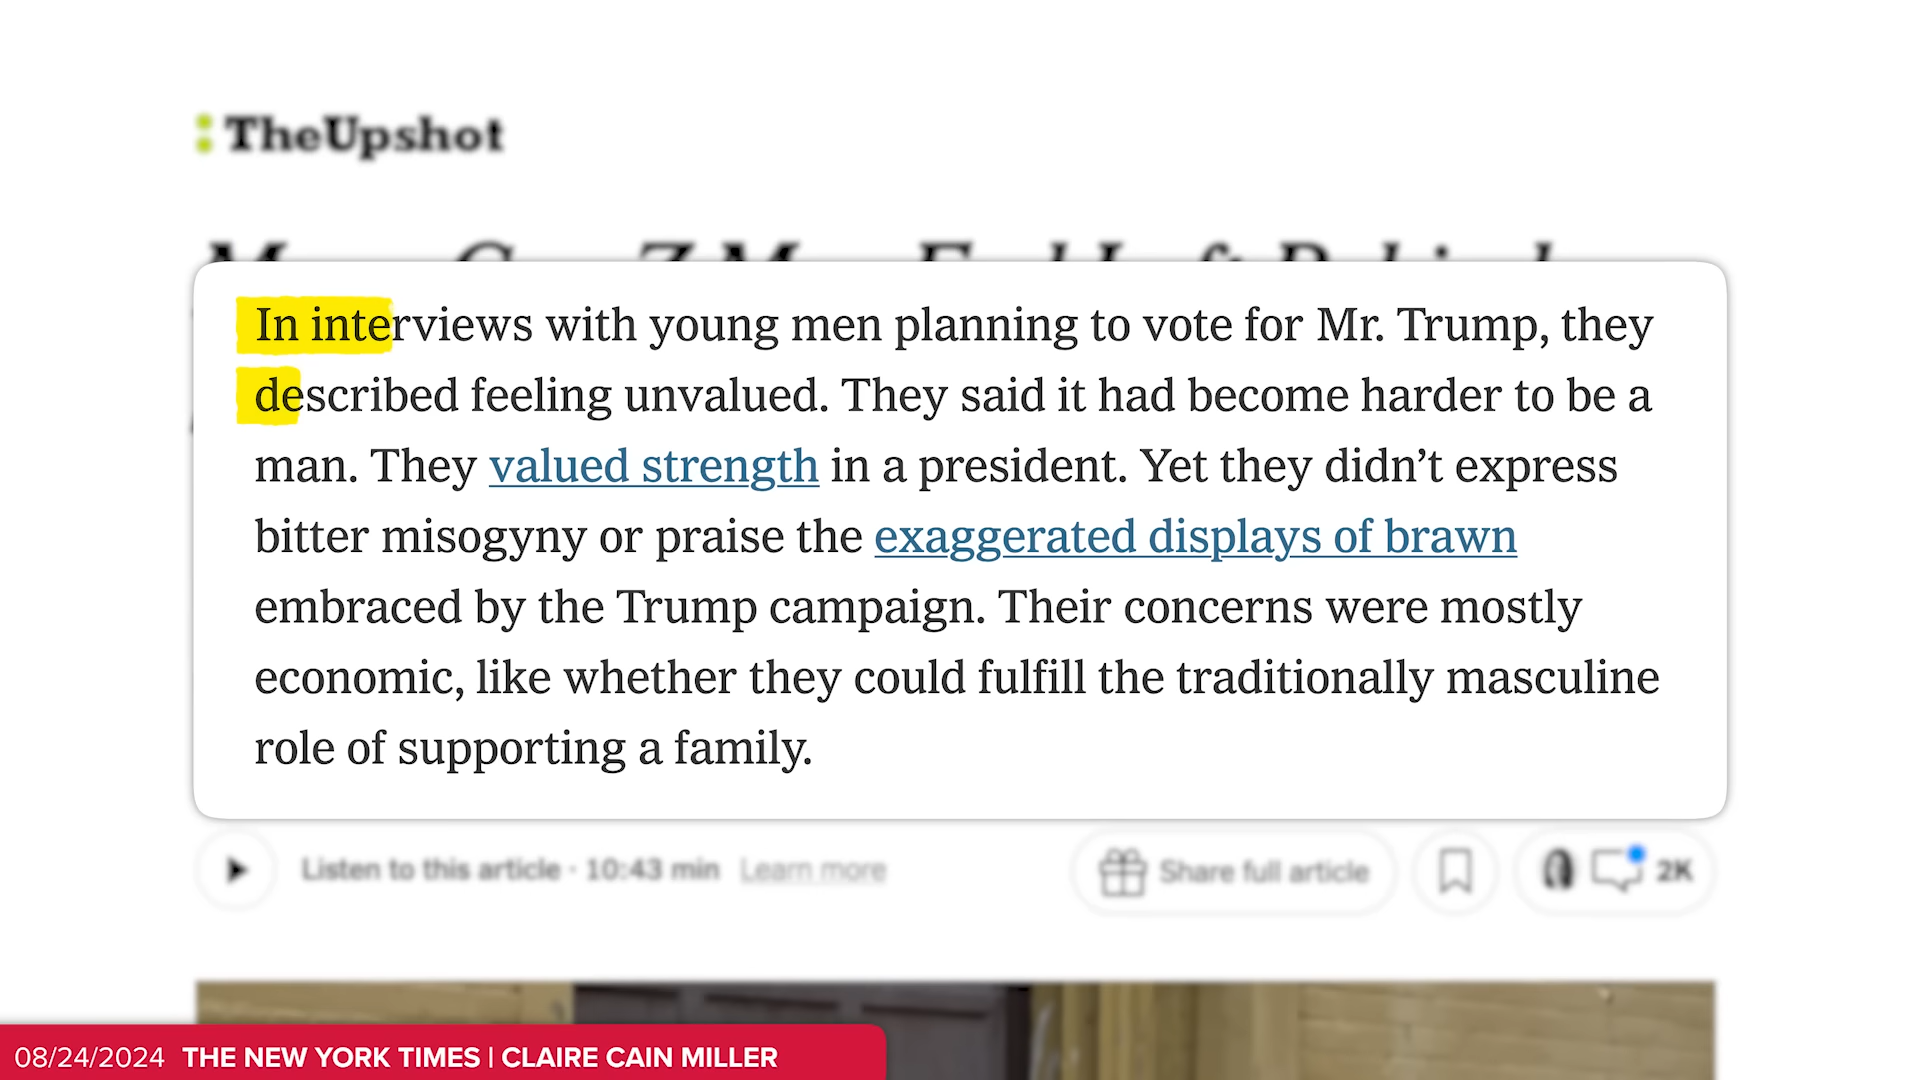 TheUpshot
In interviews with young men planning to vote for Mr. Trump, they
described feeling unvalued. They said it had become harder to be a
man. They valued strength in a president. Yet they didn’t express
bitter misogyny or praise the exaggerated displays of brawn
embraced by the Trump campaign. Their concerns were mostly
economic, like whether they could fulfill the traditionally masculine
role of supporting a family.
Listen to this article · 10:43 min Learn more
Share full article
2K
08/24/2024 THE NEW YORK TIMES | CLAIRE CAIN MILLER